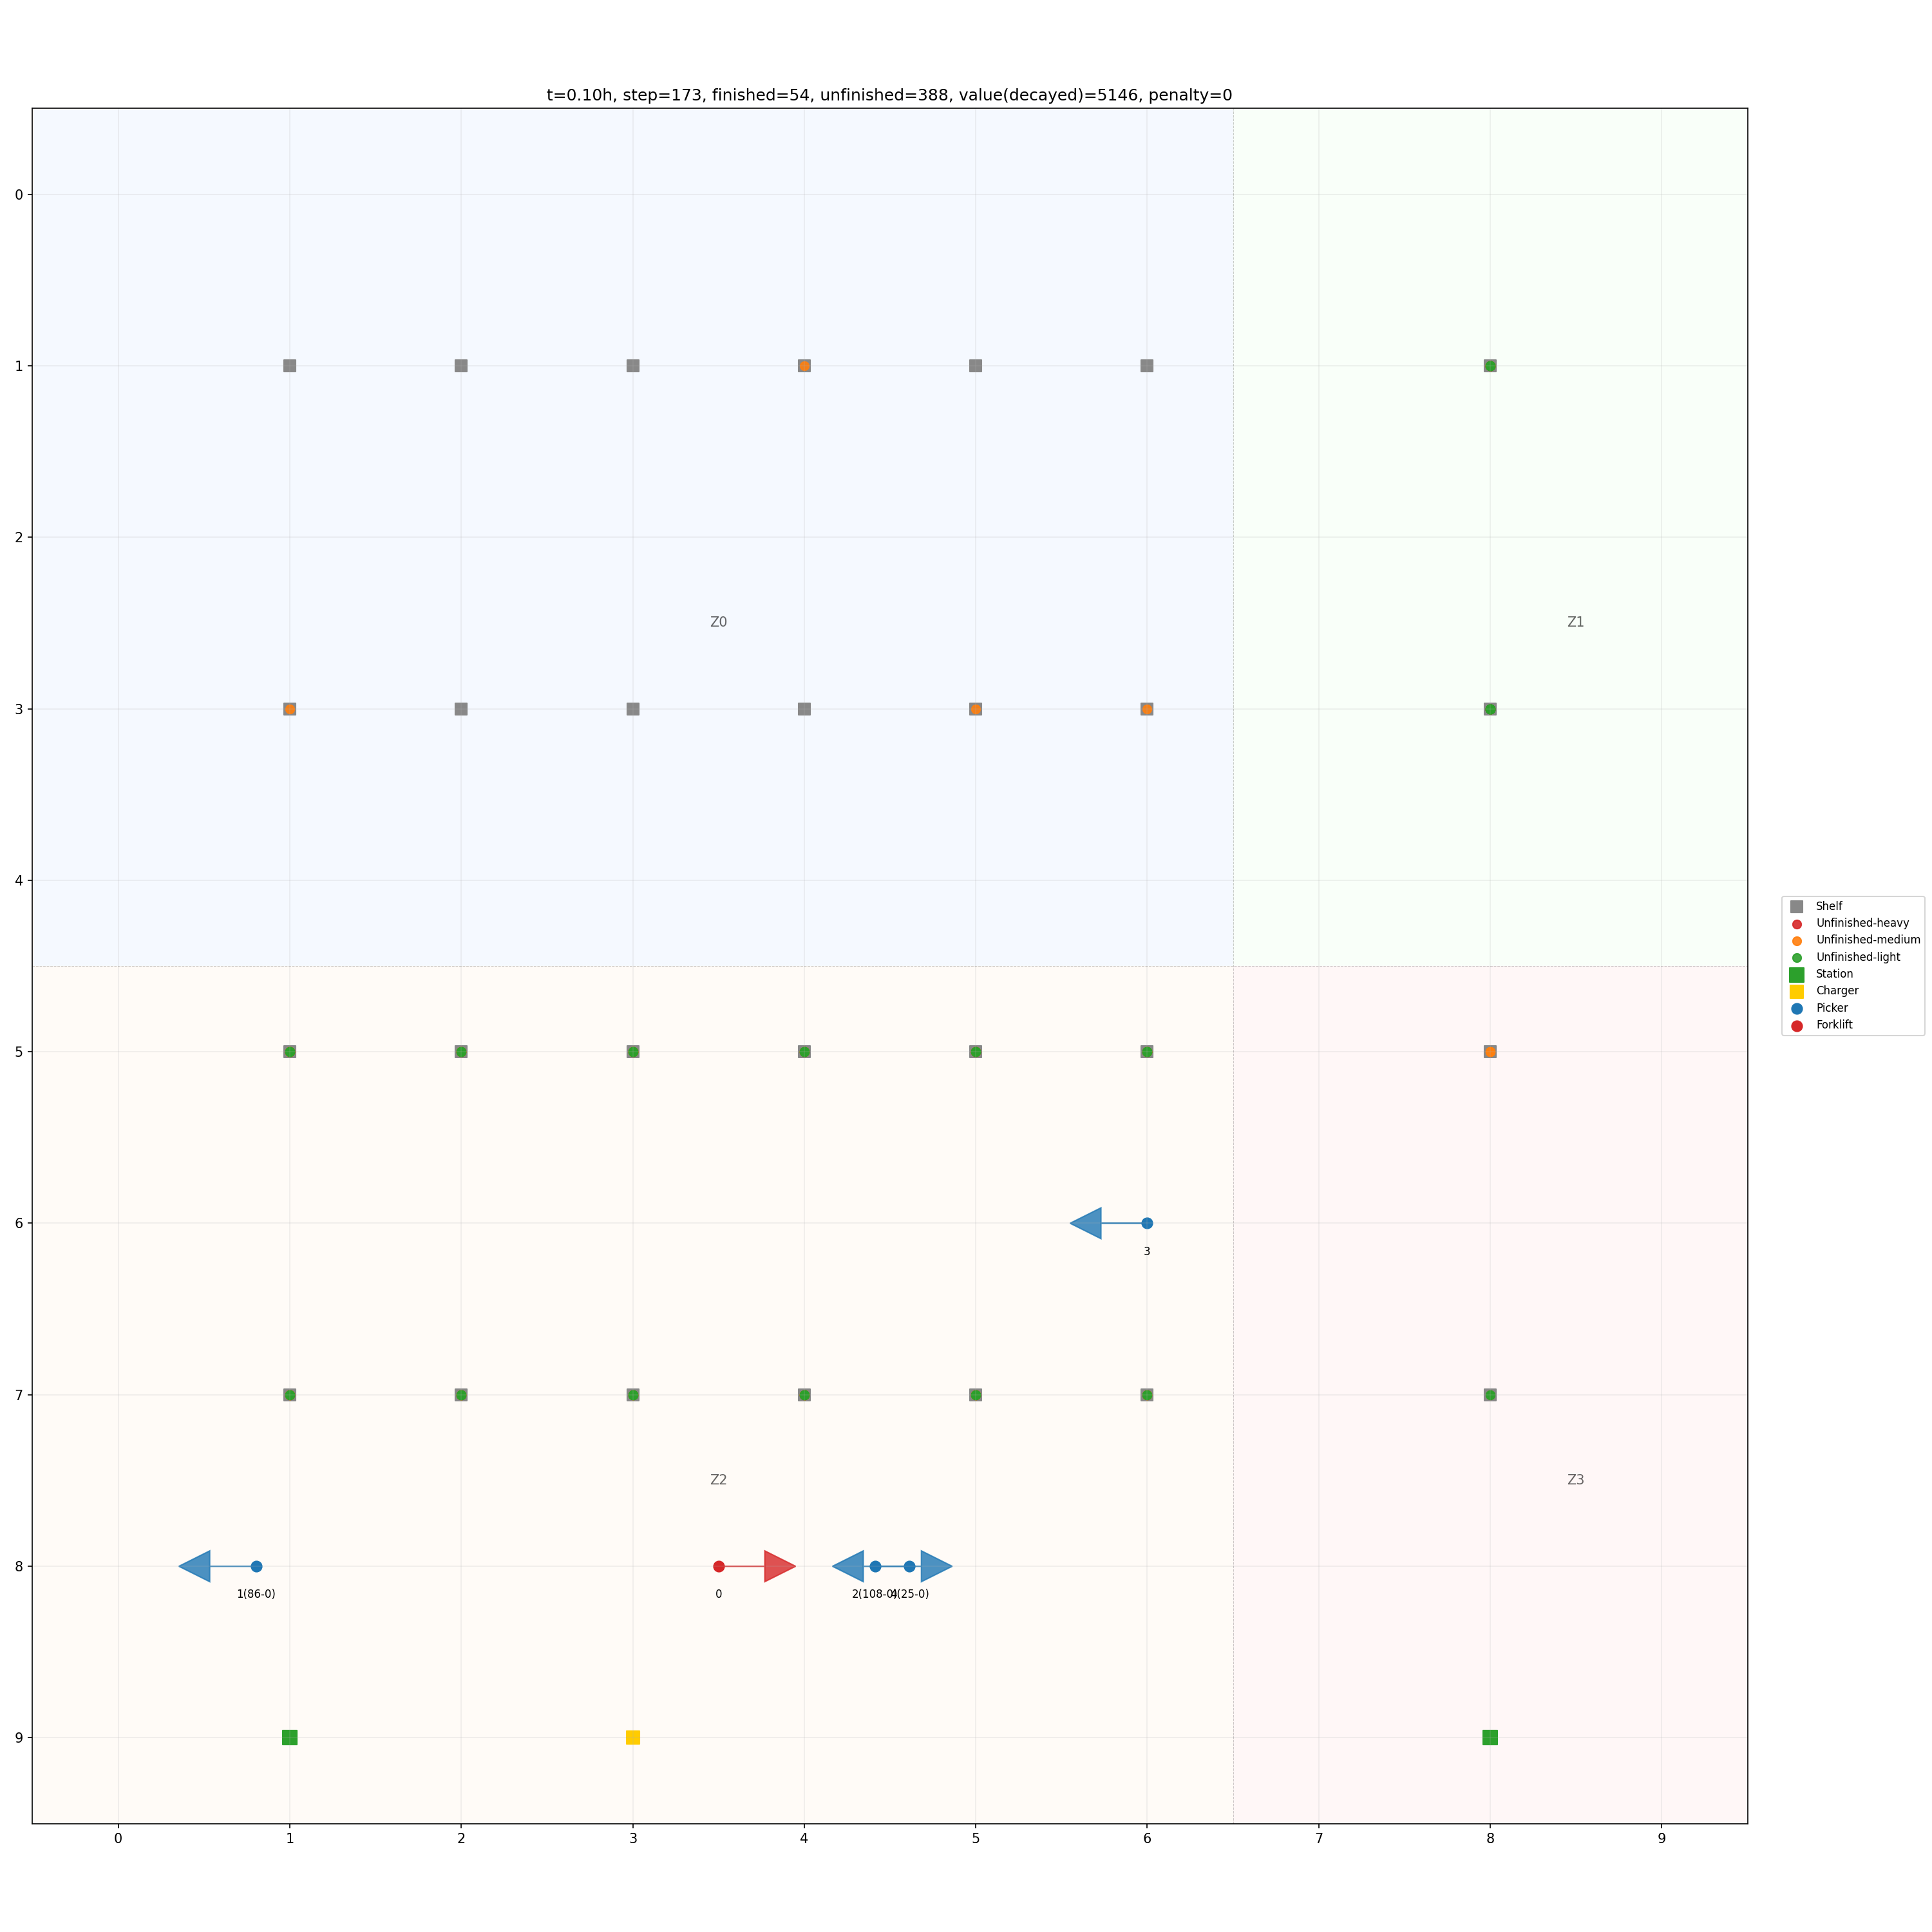 t=0.10h, step=173, finished=54, unfinished=388, value(decayed)=5146, penalty=0
0
1
2
Z0
Z1
3
4
Shelf
Unfinished-heavy
Unfinished-medium
Unfinished-light
Station
Charger
Picker
Forklift
5
6
3
7
Z2
Z3
8
1(86-0)
0
2(108-0)
4(25-0)
9
0 1 2 3 4 5 6 7 8 9